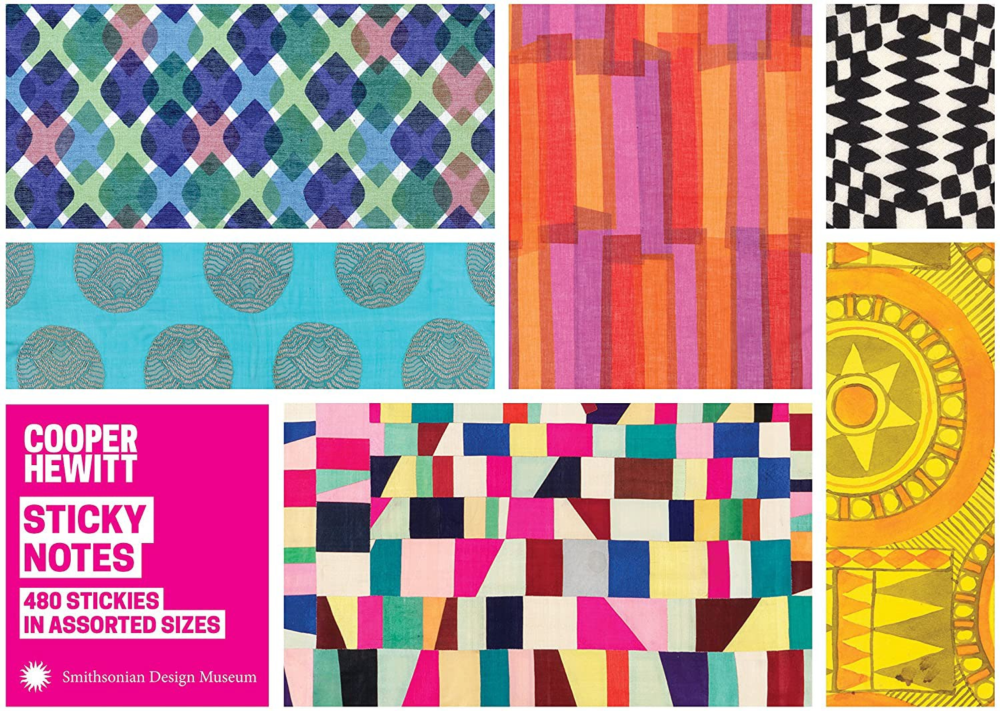 COOPER
HEWITT
STICKY
NOTES
480 STICKIES
IN ASSORTED SIZES
Smithsonian Design Museum